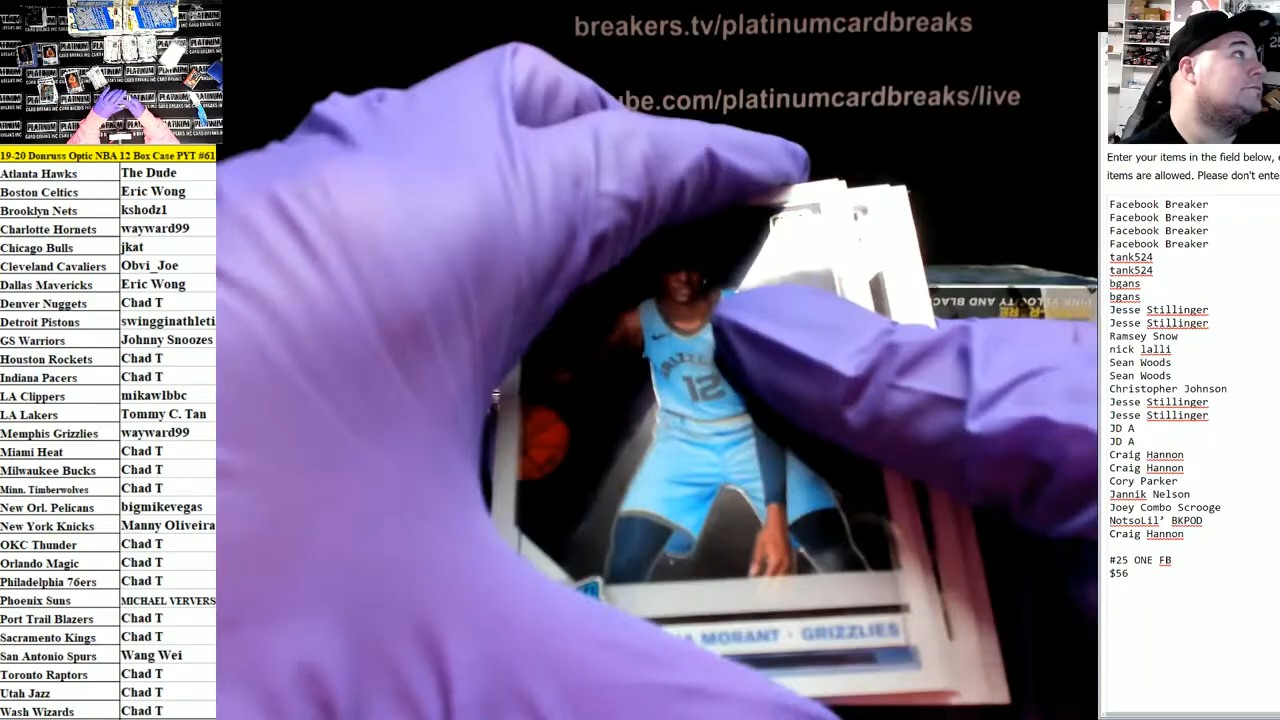 breakers.tv/platinumcardbreaks
ube.com/platinumcardbreaks/live
19-20 Donruss Optic NBA 12 Box Case PYT #61
Atlanta Hawks The Dude
Boston Celtics Eric Wong
Brooklyn Nets kshodz1
Charlotte Hornets wayward99
Chicago Bulls jkat
Cleveland Cavaliers Obvi_Joe
Dallas Mavericks Eric Wong
Denver Nuggets Chad T
Detroit Pistons swingginathleti
GS Warriors Johnny Snoozes
Houston Rockets Chad T
Indiana Pacers Chad T
LA Clippers mikawlbbc
LA Lakers Tommy C. Tan
Memphis Grizzlies wayward99
Miami Heat Chad T
Milwaukee Bucks Chad T
Minn. Timberwolves Chad T
New Orl. Pelicans bigmikevegas
New York Knicks Manny Oliveira
OKC Thunder Chad T
Orlando Magic Chad T
Philadelphia 76ers Chad T
Phoenix Suns MICHAEL VERVERS
Port Trail Blazers Chad T
Sacramento Kings Chad T
San Antonio Spurs Wang Wei
Toronto Raptors Chad T
Utah Jazz Chad T
Wash Wizards Chad T
GRIZZLIES
12
MORANT · GRIZZLIES
Enter your items in the field below,
items are allowed. Please don't ente
Facebook Breaker
Facebook Breaker
Facebook Breaker
Facebook Breaker
tank524
tank524
bgans
bgans
Jesse Stillinger
Jesse Stillinger
Ramsey Snow
nick lalli
Sean Woods
Sean Woods
Christopher Johnson
Jesse Stillinger
Jesse Stillinger
JD A
JD A
Craig Hannon
Craig Hannon
Cory Parker
Jannik Nelson
Joey Combo Scrooge
NotsoLil’ BKPOD
Craig Hannon
#25 ONE FB
$56